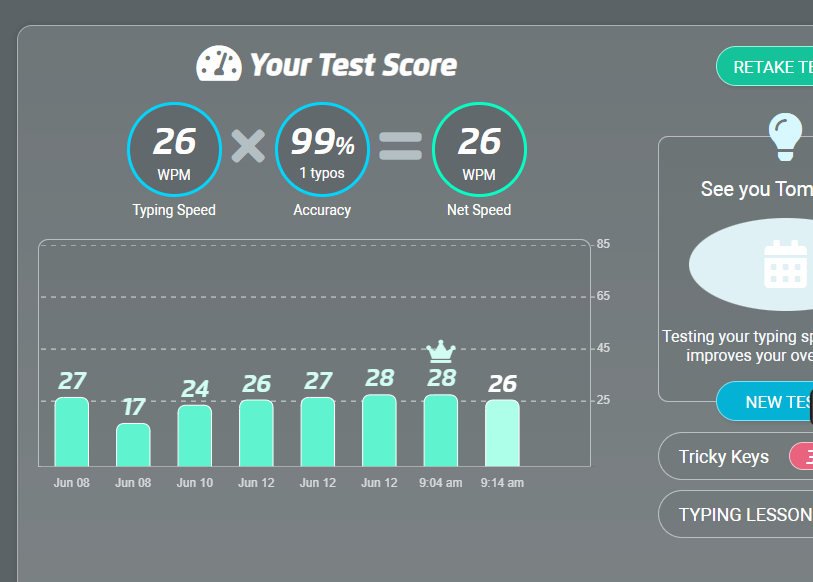 Your Test Score
RETAKE TE
26
WPM
Typing Speed
99%
1 typos
Accuracy
26
WPM
Net Speed
85
65
45
25
27
17
24
26
27
28
28
26
Jun 08
Jun 08
Jun 10
Jun 12
Jun 12
Jun 12
9:04 am
9:14 am
See you Tom
Testing your typing sp
improves your ove
NEW TES
Tricky Keys
TYPING LESSON